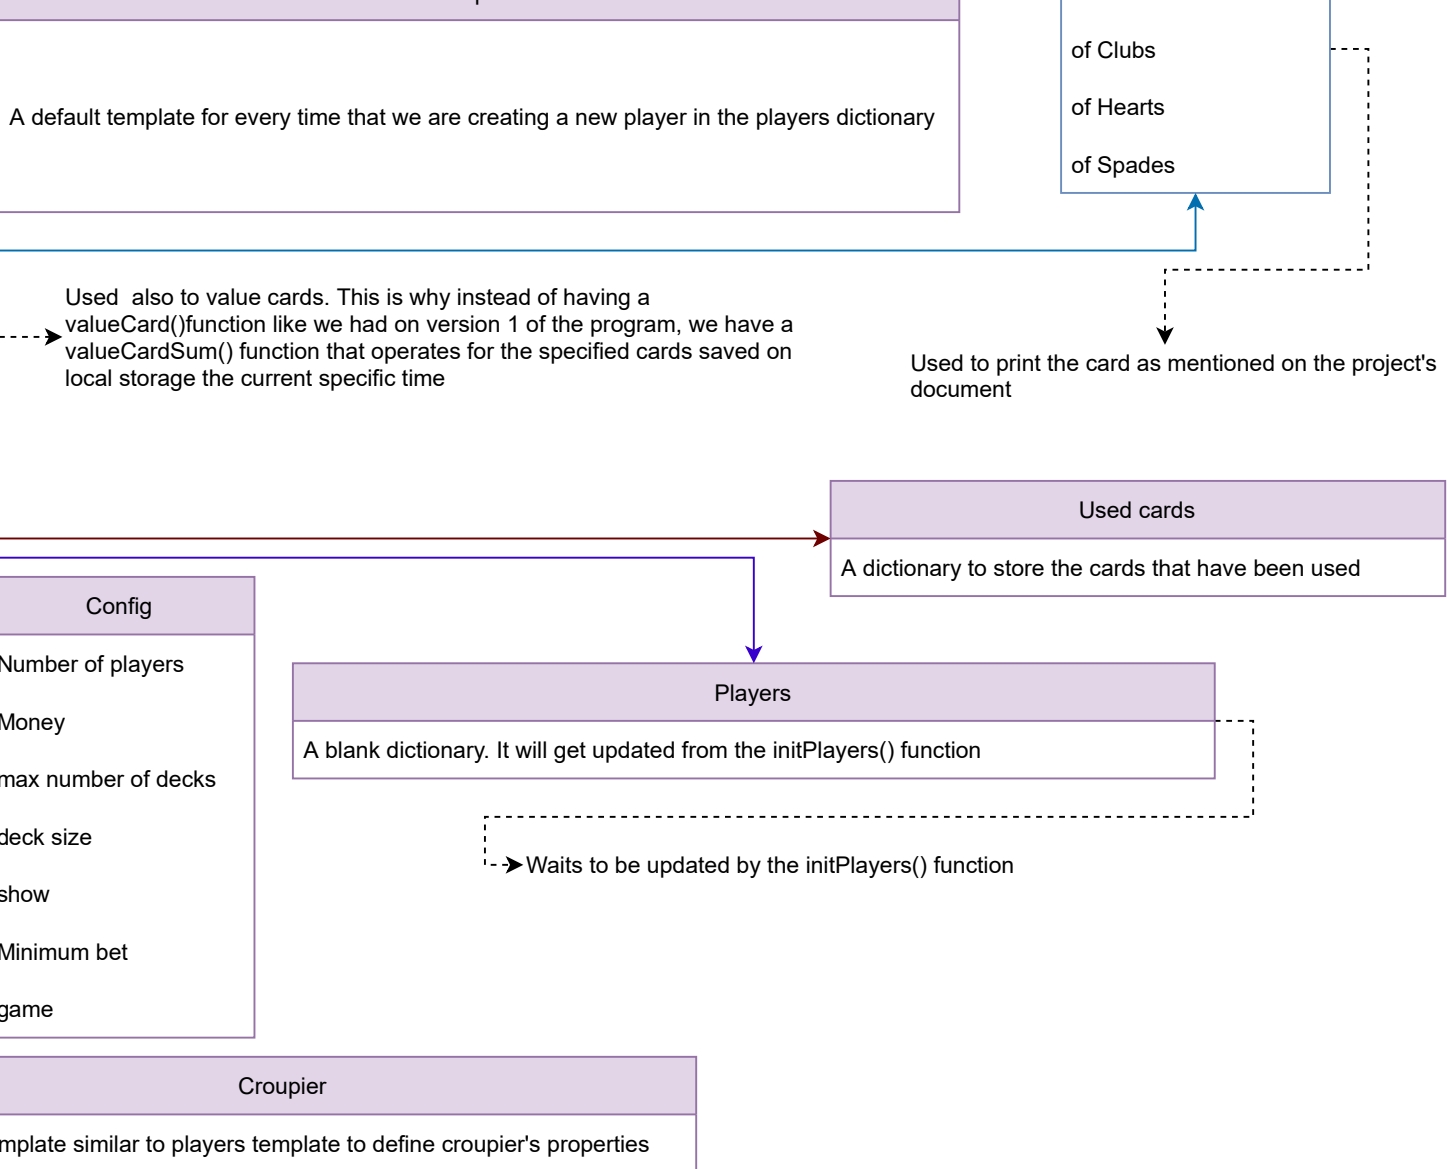 A default template for every time that we are creating a new player in the players dictionary
of Clubs
of Hearts
of Spades
Used  also to value cards. This is why instead of having a
valueCard()function like we had on version 1 of the program, we have a
valueCardSum() function that operates for the specified cards saved on
local storage the current specific time
Used to print the card as mentioned on the project's
document
Used cards
A dictionary to store the cards that have been used
Config
Number of players
Money
max number of decks
deck size
show
Minimum bet
game
Players
A blank dictionary. It will get updated from the initPlayers() function
Waits to be updated by the initPlayers() function
Croupier
mplate similar to players template to define croupier's properties